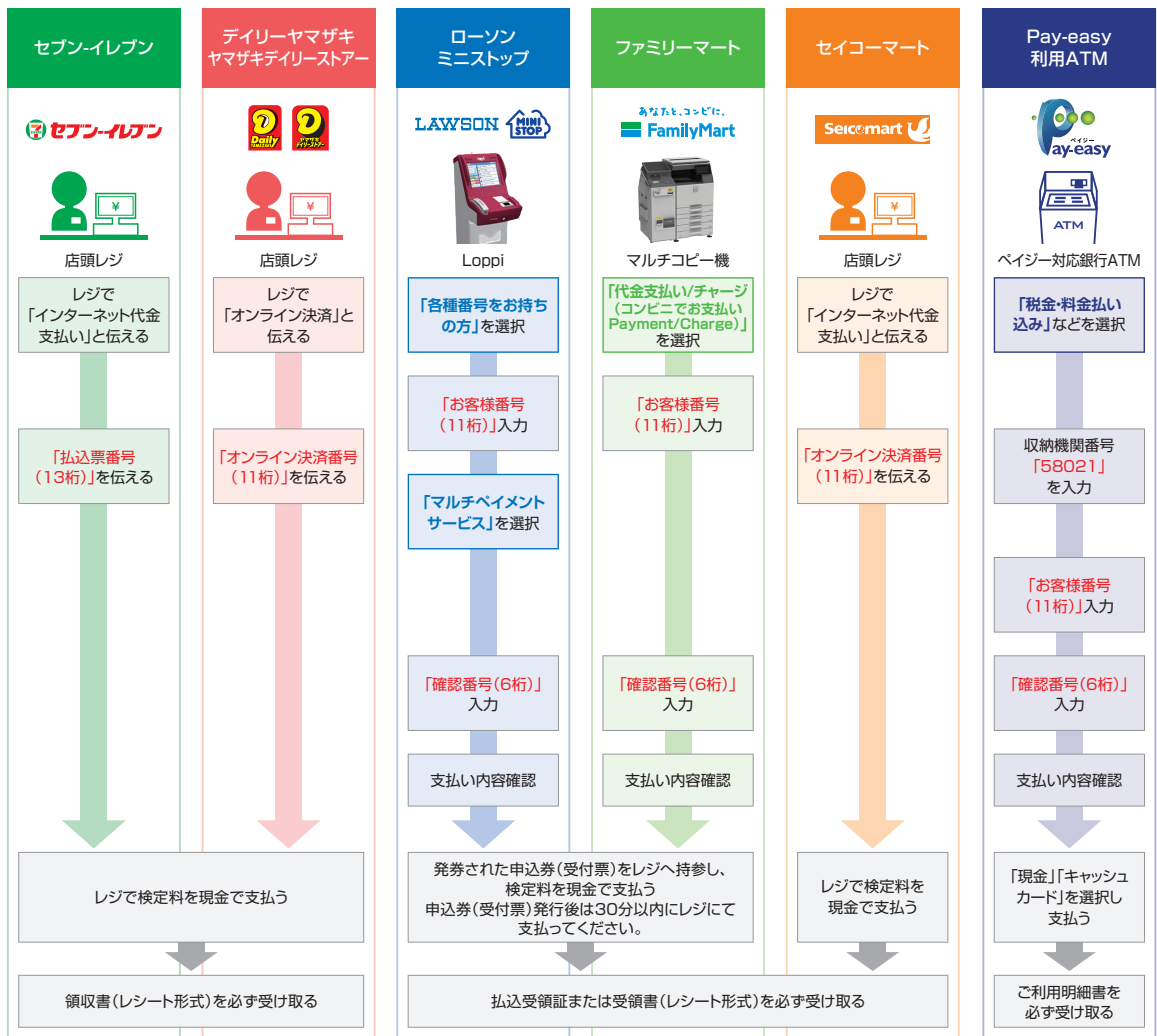 セブン-イレブン
セブン-イレブン
¥
店頭レジ
レジで
「インターネット代金
支払い」と伝える
「払込票番号
(13桁)」を伝える
デイリーヤマザキ
ヤマザキデイリーストアー
Daily
YAMAZAKI
ヤマザキ
デイリーストアー
¥
店頭レジ
レジで
「オンライン決済」と
伝える
「オンライン決済番号
(11桁)」を伝える
レジで検定料を現金で支払う
領収書(レシート形式)を必ず受け取る
ローソン
ミニストップ
LAWSON
MINI
STOP
Loppi
「各種番号をお持ち
の方」を選択
「お客様番号
(11桁)」入力
「マルチペイメント
サービス」を選択
「確認番号(6桁)」
入力
支払い内容確認
ファミリーマート
あなたと、コンビに、
FamilyMart
マルチコピー機
「代金支払い/チャージ
(コンビニでお支払い
Payment/Charge)」
を選択
「お客様番号
(11桁)」入力
「確認番号(6桁)」
入力
支払い内容確認
発券された申込券(受付票)をレジへ持参し、
検定料を現金で支払う
申込券(受付票)発行後は30分以内にレジにて
支払ってください。
セイコーマート
Seicomart
¥
店頭レジ
レジで
「インターネット代金
支払い」と伝える
「オンライン決済番号
(11桁)」を伝える
レジで検定料を
現金で支払う
払込受領証または受領書(レシート形式)を必ず受け取る
Pay-easy
利用ATM
ペイジー
Pay-easy
ATM
ペイジー対応銀行ATM
「税金・料金払い
込み」などを選択
収納機関番号
「58021」
を入力
「お客様番号
(11桁)」入力
「確認番号(6桁)」
入力
支払い内容確認
「現金」「キャッシュ
カード」を選択し
支払う
ご利用明細書を
必ず受け取る